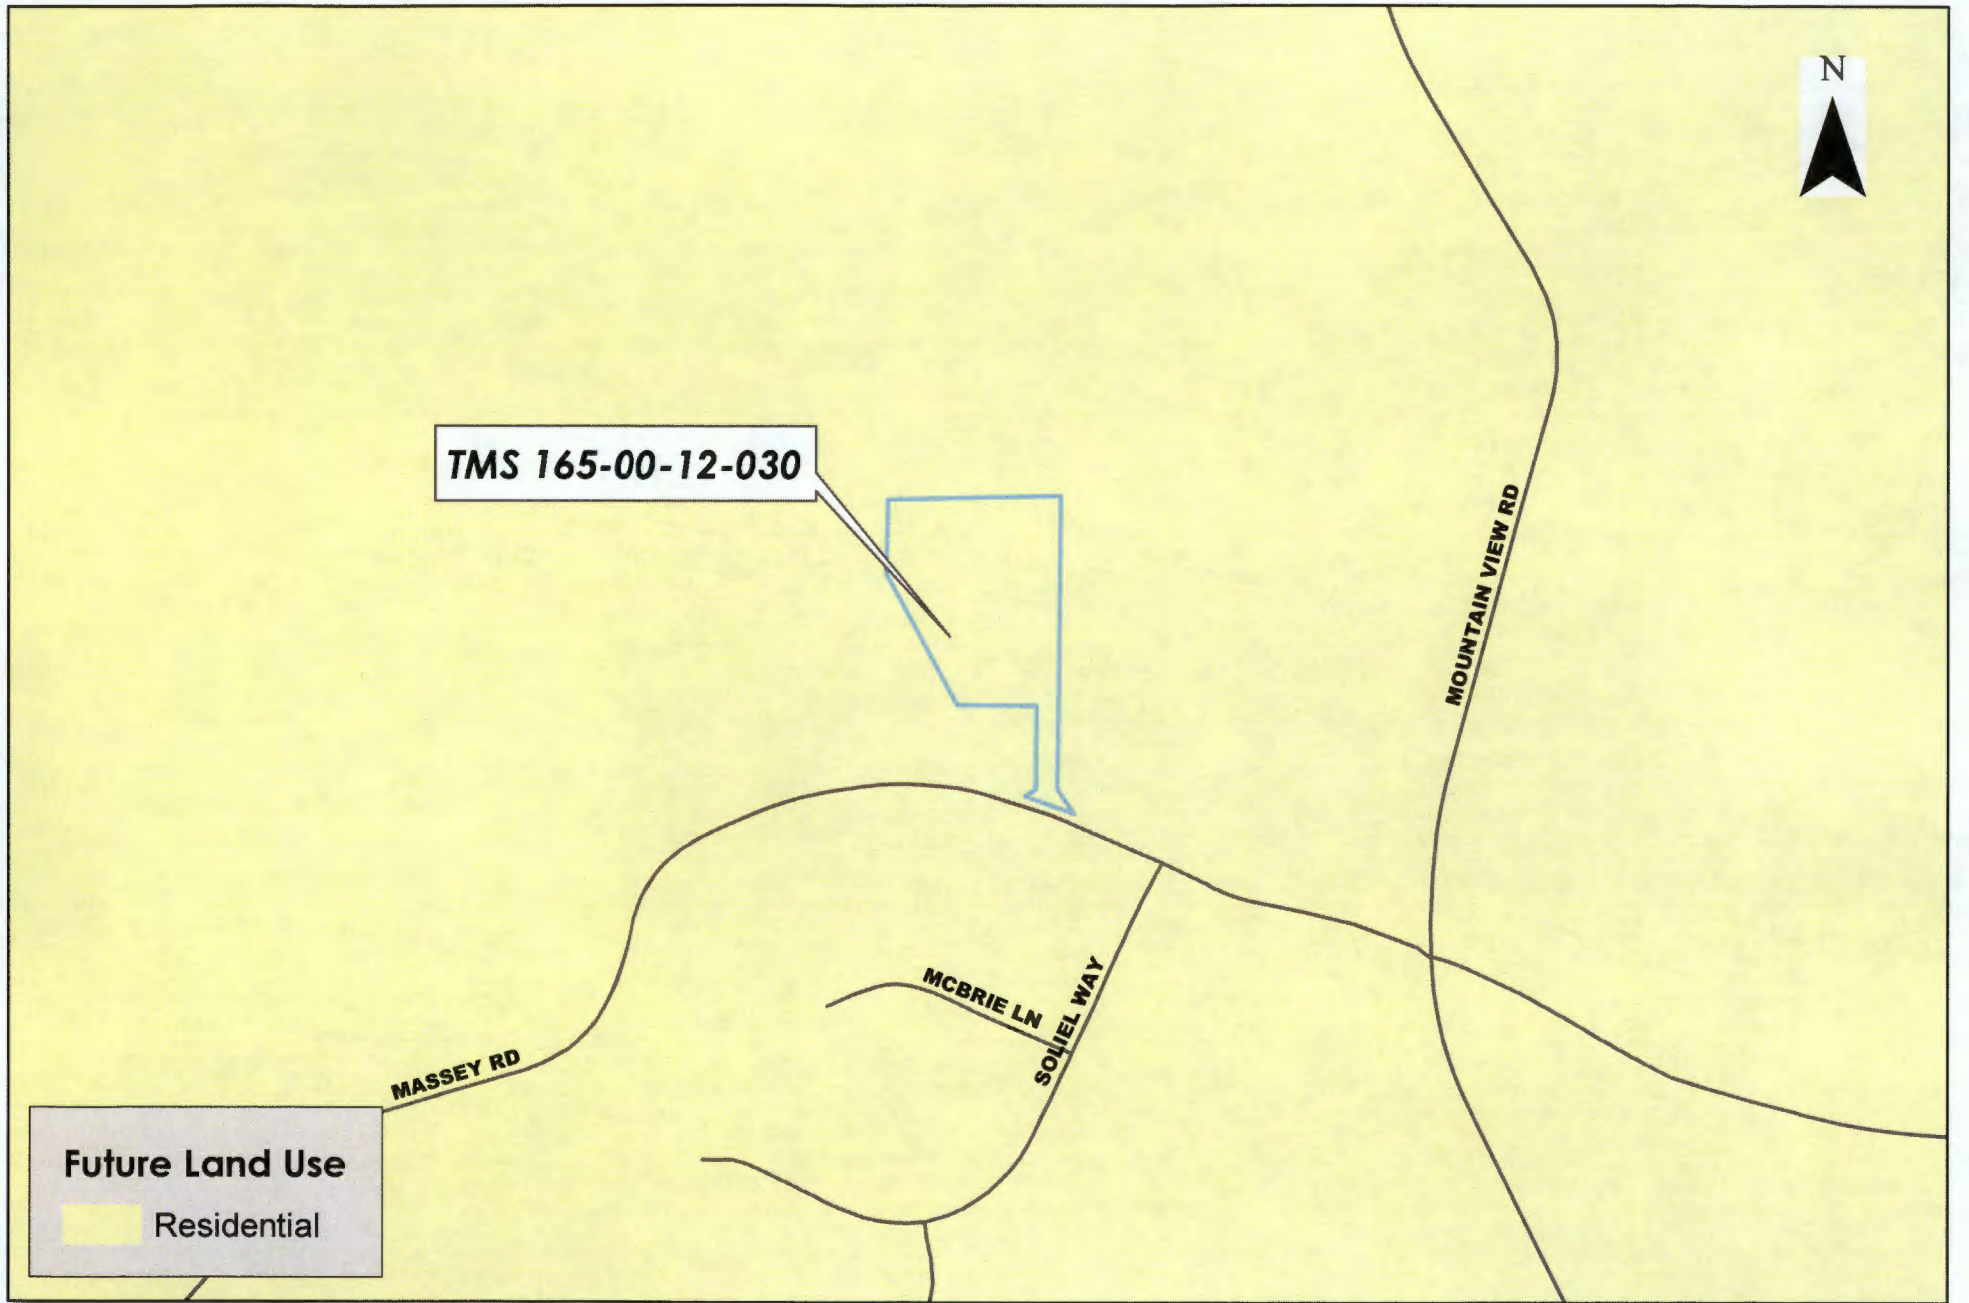 N
TMS 165-00-12-030
MOUNTAIN VIEW RD
MCBRIE LN
SOLIEL WAY
MASSEY RD
Future Land Use
Residential